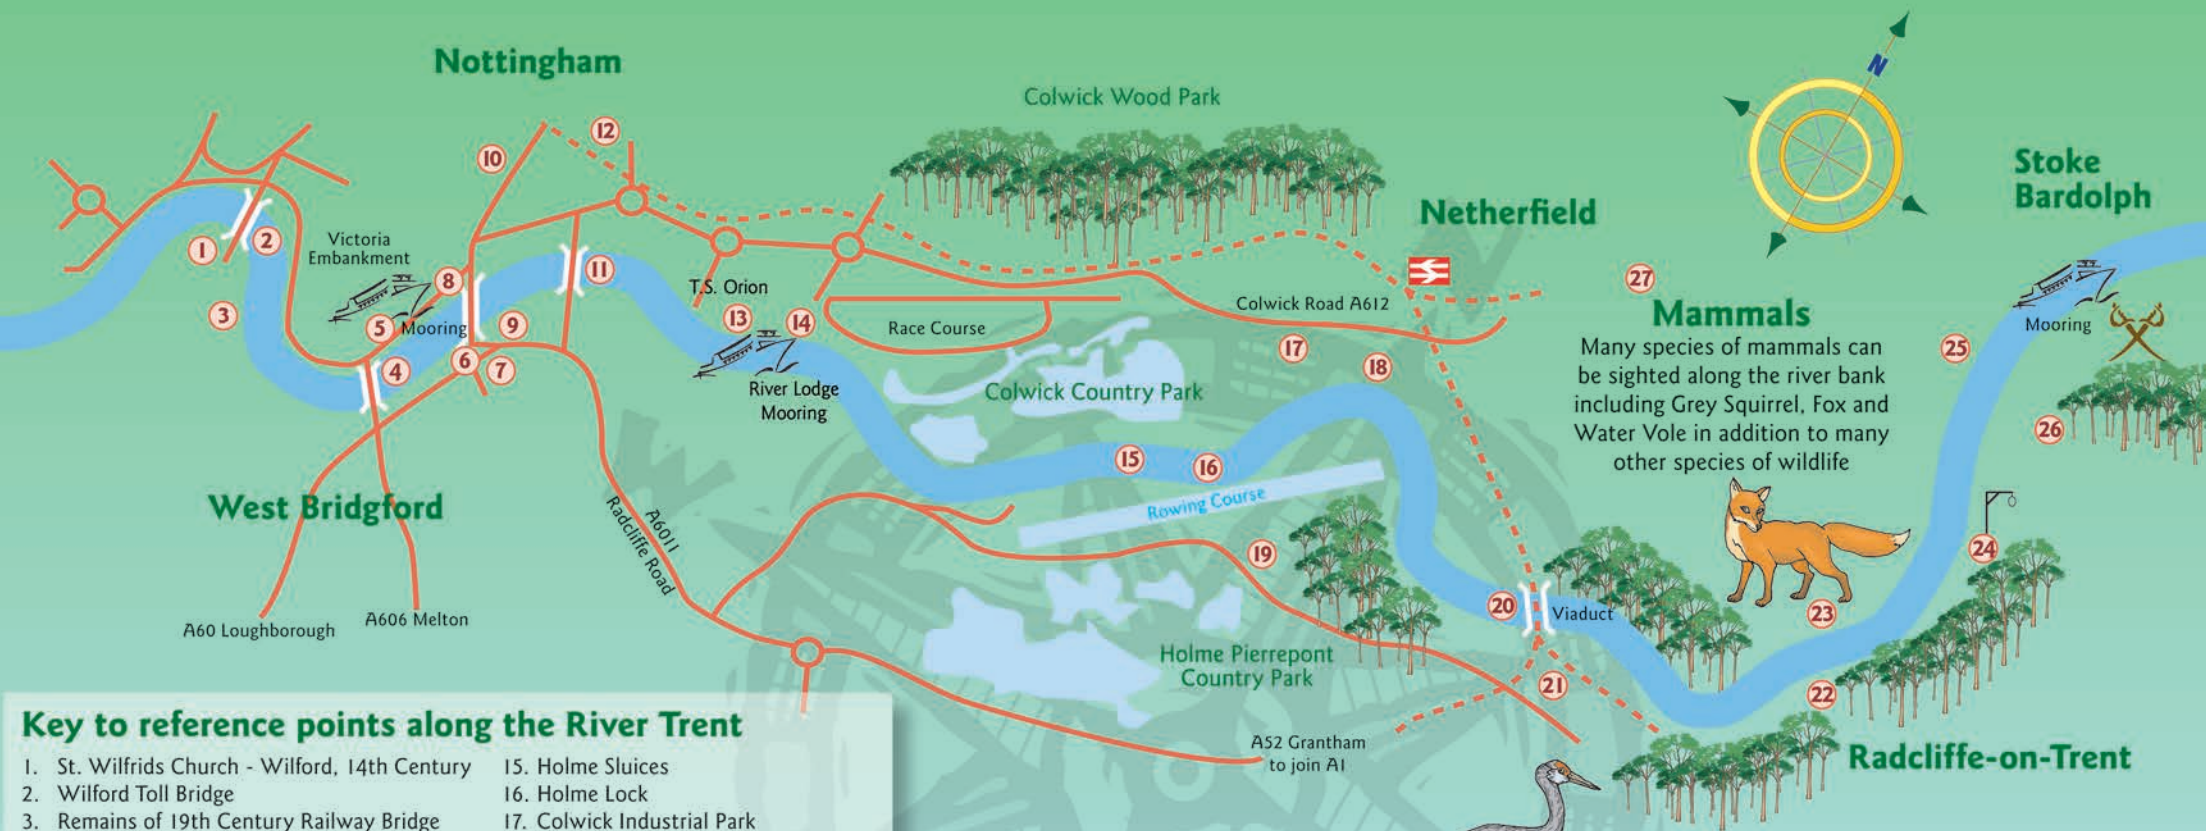 Nottingham
Colwick Wood Park
N
Stoke
Bardolph
12
10
Netherfield
1
2
Victoria
Embankment
8
11
T.S. Orion
27
Mammals
Many species of mammals can
be sighted along the river bank
including Grey Squirrel, Fox and
Water Vole in addition to many
other species of wildlife
Colwick Road A612
Mooring
3
5
Mooring
9
13
14
Race Course
17
25
4
6
7
River Lodge
Mooring
Colwick Country Park
18
26
15
16
Rowing Course
West Bridgford
A6011
Radcliffe Road
19
24
20
Viaduct
23
A60 Loughborough
A606 Melton
Holme Pierrepont
Country Park
21
22
A52 Grantham
to join A1
Radcliffe-on-Trent
Key to reference points along the River Trent
1. St. Wilfrids Church - Wilford, 14th Century
2. Wilford Toll Bridge
3. Remains of 19th Century Railway Bridge
15. Holme Sluices
16. Holme Lock
17. Colwick Industrial Park